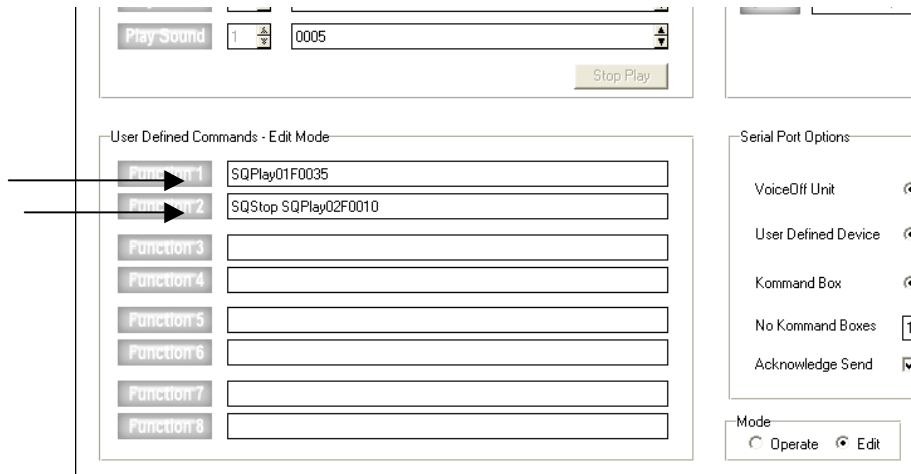 Play Sound 1 0005
Stop Play
User Defined Commands - Edit Mode
Function 1 SQPlay01F0035
Function 2 SQStop SQPlay02F0010
Function 3
Function 4
Function 5
Function 6
Function 7
Function 8
Serial Port Options
VoiceOff Unit
User Defined Device
Kommand Box
No Kommand Boxes 1
Acknowledge Send
Mode
Operate Edit